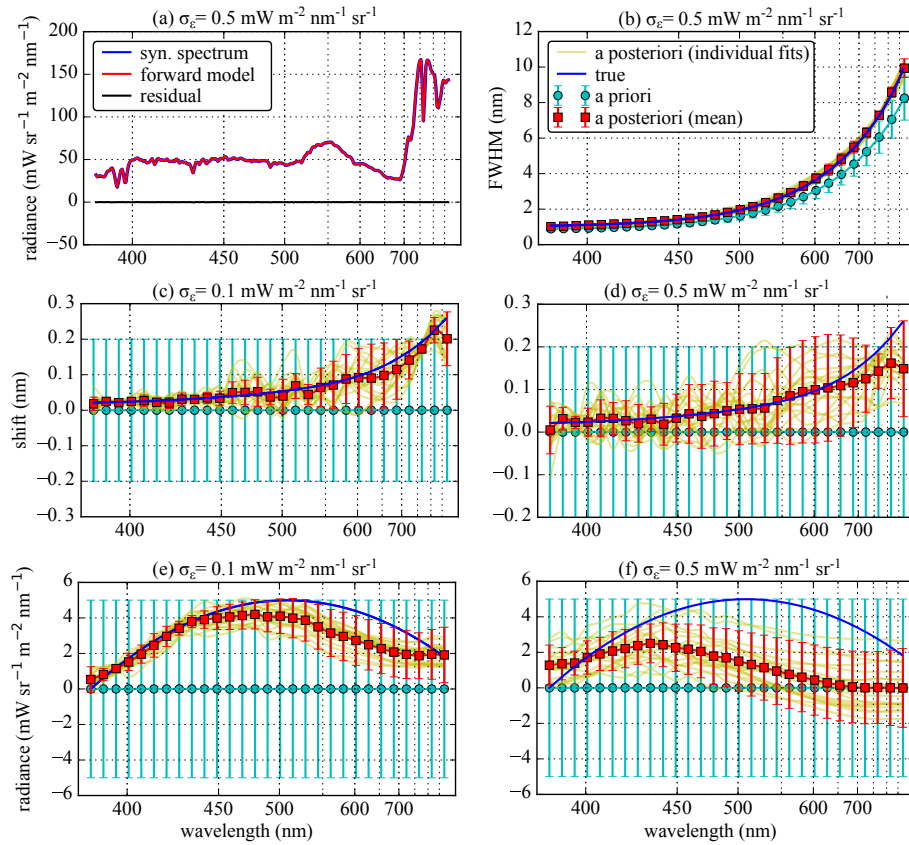 (a) σε= 0.5 mW m⁻² nm⁻¹ sr⁻¹
(b) σε= 0.5 mW m⁻² nm⁻¹ sr⁻¹
radiance (mW sr⁻¹ m⁻² nm⁻¹)
200
150
100
50
0
−50
syn. spectrum
forward model
residual
400 450 500 600 700
FWHM (nm)
12
10
8
6
4
2
0
a posteriori (individual fits)
true
a priori
a posteriori (mean)
400 450 500 600 700
(c) σε= 0.1 mW m⁻² nm⁻¹ sr⁻¹
(d) σε= 0.5 mW m⁻² nm⁻¹ sr⁻¹
shift (nm)
0.3
0.2
0.1
0.0
−0.1
−0.2
−0.3
400 450 500 600 700
0.3
0.2
0.1
0.0
−0.1
0.2
400 450 500 600 700
(e) σε= 0.1 mW m⁻² nm⁻¹ sr⁻¹
(f) σε= 0.5 mW m⁻² nm⁻¹ sr⁻¹
radiance (mW sr⁻¹ m⁻² nm⁻¹)
6
4
2
0
−2
−4
−6
400 450 500 600 700
wavelength (nm)
6
4
2
0
−2
−4
−6
400 450 500 600 700
wavelength (nm)